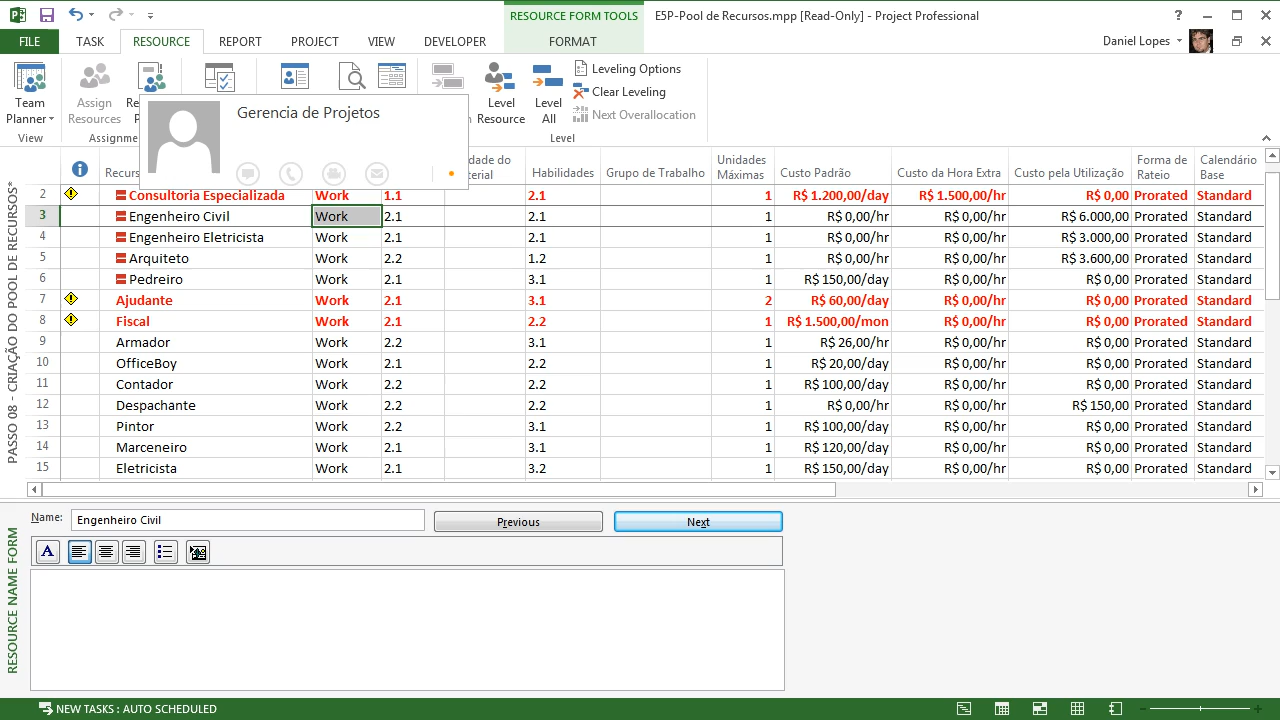 RESOURCE FORM TOOLS
E5P-Pool de Recursos.mpp [Read-Only] - Project Professional
?
FILE TASK RESOURCE REPORT PROJECT VIEW DEVELOPER FORMAT
Daniel Lopes
Team Planner
Assign Resources
Level Resource
Level All
Leveling Options
Clear Leveling
Next Overallocation
View
Assignme
Level
Gerencia de Projetos
PASSO 08 - CRIAÇÃO DO POOL DE RECURSOS*
Recurs
Habilidades
Grupo de Trabalho
Unidades Máximas
Custo Padrão
Custo da Hora Extra
Custo pela Utilização
Forma de Rateio
Calendário Base
2 Consultoria Especializada Work 1.1 2.1 1 R$ 1.200,00/day R$ 1.500,00/hr R$ 0,00 Prorated Standard
3 Engenheiro Civil Work 2.1 2.1 1 R$ 0,00/hr R$ 0,00/hr R$ 6.000,00 Prorated Standard
4 Engenheiro Eletricista Work 2.1 2.1 1 R$ 0,00/hr R$ 0,00/hr R$ 3.000,00 Prorated Standard
5 Arquiteto Work 2.2 1.2 1 R$ 0,00/hr R$ 0,00/hr R$ 3.600,00 Prorated Standard
6 Pedreiro Work 2.1 3.1 1 R$ 150,00/day R$ 0,00/hr R$ 0,00 Prorated Standard
7 Ajudante Work 2.1 3.1 2 R$ 60,00/day R$ 0,00/hr R$ 0,00 Prorated Standard
8 Fiscal Work 2.1 2.2 1 R$ 1.500,00/mon R$ 0,00/hr R$ 0,00 Prorated Standard
9 Armador Work 2.2 3.1 1 R$ 26,00/hr R$ 0,00/hr R$ 0,00 Prorated Standard
10 OfficeBoy Work 2.1 2.2 1 R$ 20,00/day R$ 0,00/hr R$ 0,00 Prorated Standard
11 Contador Work 2.2 2.2 1 R$ 100,00/day R$ 0,00/hr R$ 0,00 Prorated Standard
12 Despachante Work 2.2 2.2 1 R$ 0,00/hr R$ 0,00/hr R$ 150,00 Prorated Standard
13 Pintor Work 2.2 3.1 1 R$ 100,00/day R$ 0,00/hr R$ 0,00 Prorated Standard
14 Marceneiro Work 2.1 3.1 1 R$ 120,00/day R$ 0,00/hr R$ 0,00 Prorated Standard
15 Eletricista Work 2.1 3.2 1 R$ 150,00/day R$ 0,00/hr R$ 0,00 Prorated Standard
RESOURCE NAME FORM
Name: Engenheiro Civil Previous Next
A
NEW TASKS : AUTO SCHEDULED